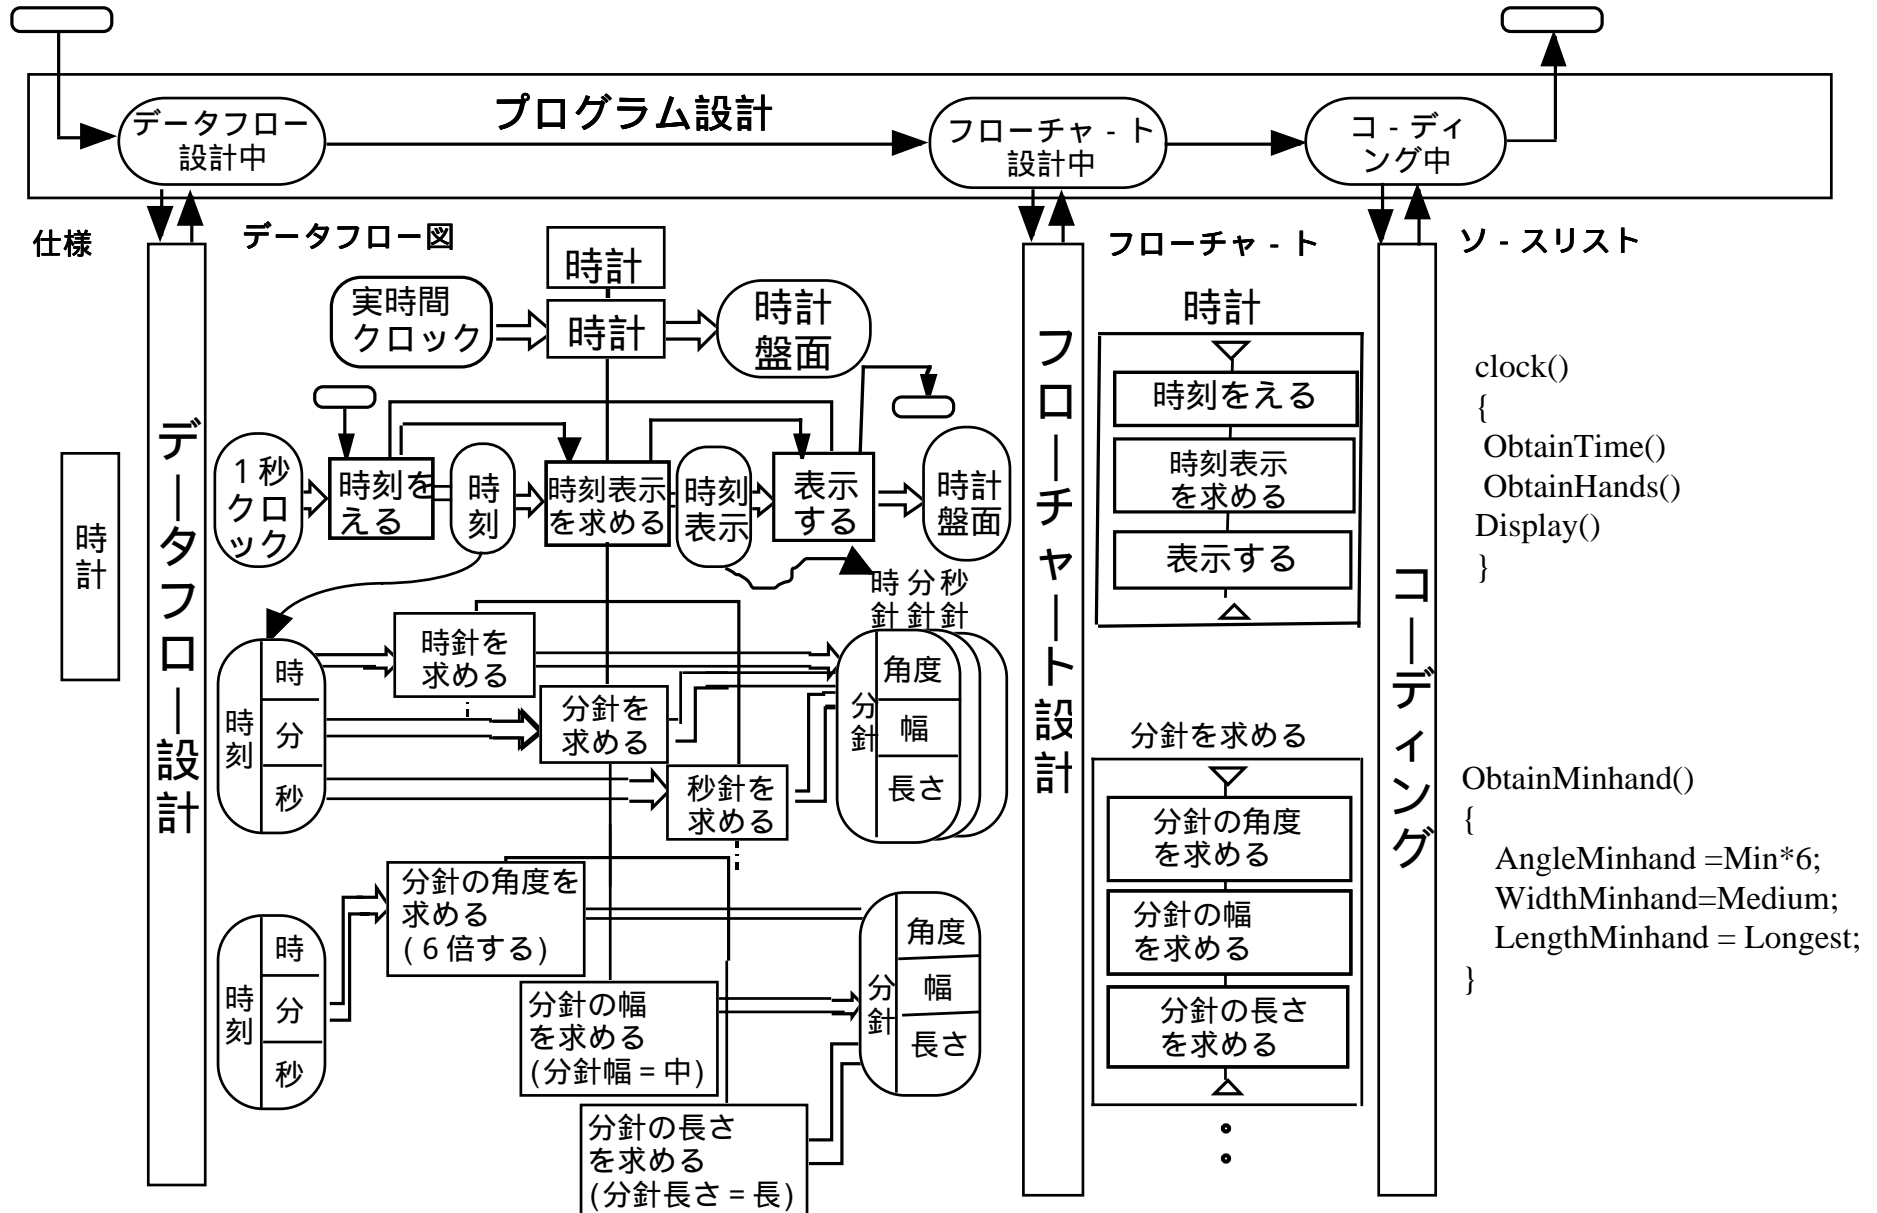 プログラム設計
データフロー
設計中
フローチャ - ト
設計中
コ - ディ
ング中
仕様
データフロー図
フローチャ - ト
ソ - スリスト
時計
データフロー設計
時計
実時間
クロック
時計
時計
盤面
1 秒
クロ
ック
時刻を
える
時
刻
時刻表示
を求める
時刻
表示
表示
する
時計
盤面
時 分 秒
針 針 針
時刻
時
分
秒
時針を
求める
分針を
求める
秒針を
求める
分針
角度
幅
長さ
時刻
時
分
秒
分針の角度を
求める
( 6 倍する)
分針の幅
を求める
(分針幅 = 中)
分針の長さ
を求める
(分針長さ = 長)
分針
角度
幅
長さ
フローチャート設計
時計
時刻をえる
時刻表示
を求める
表示する
分針を求める
分針の角度
を求める
分針の幅
を求める
分針の長さ
を求める
コーディング
clock()
{
ObtainTime()
ObtainHands()
Display()
}
ObtainMinhand()
{
AngleMinhand =Min*6;
WidthMinhand=Medium;
LengthMinhand = Longest;
}